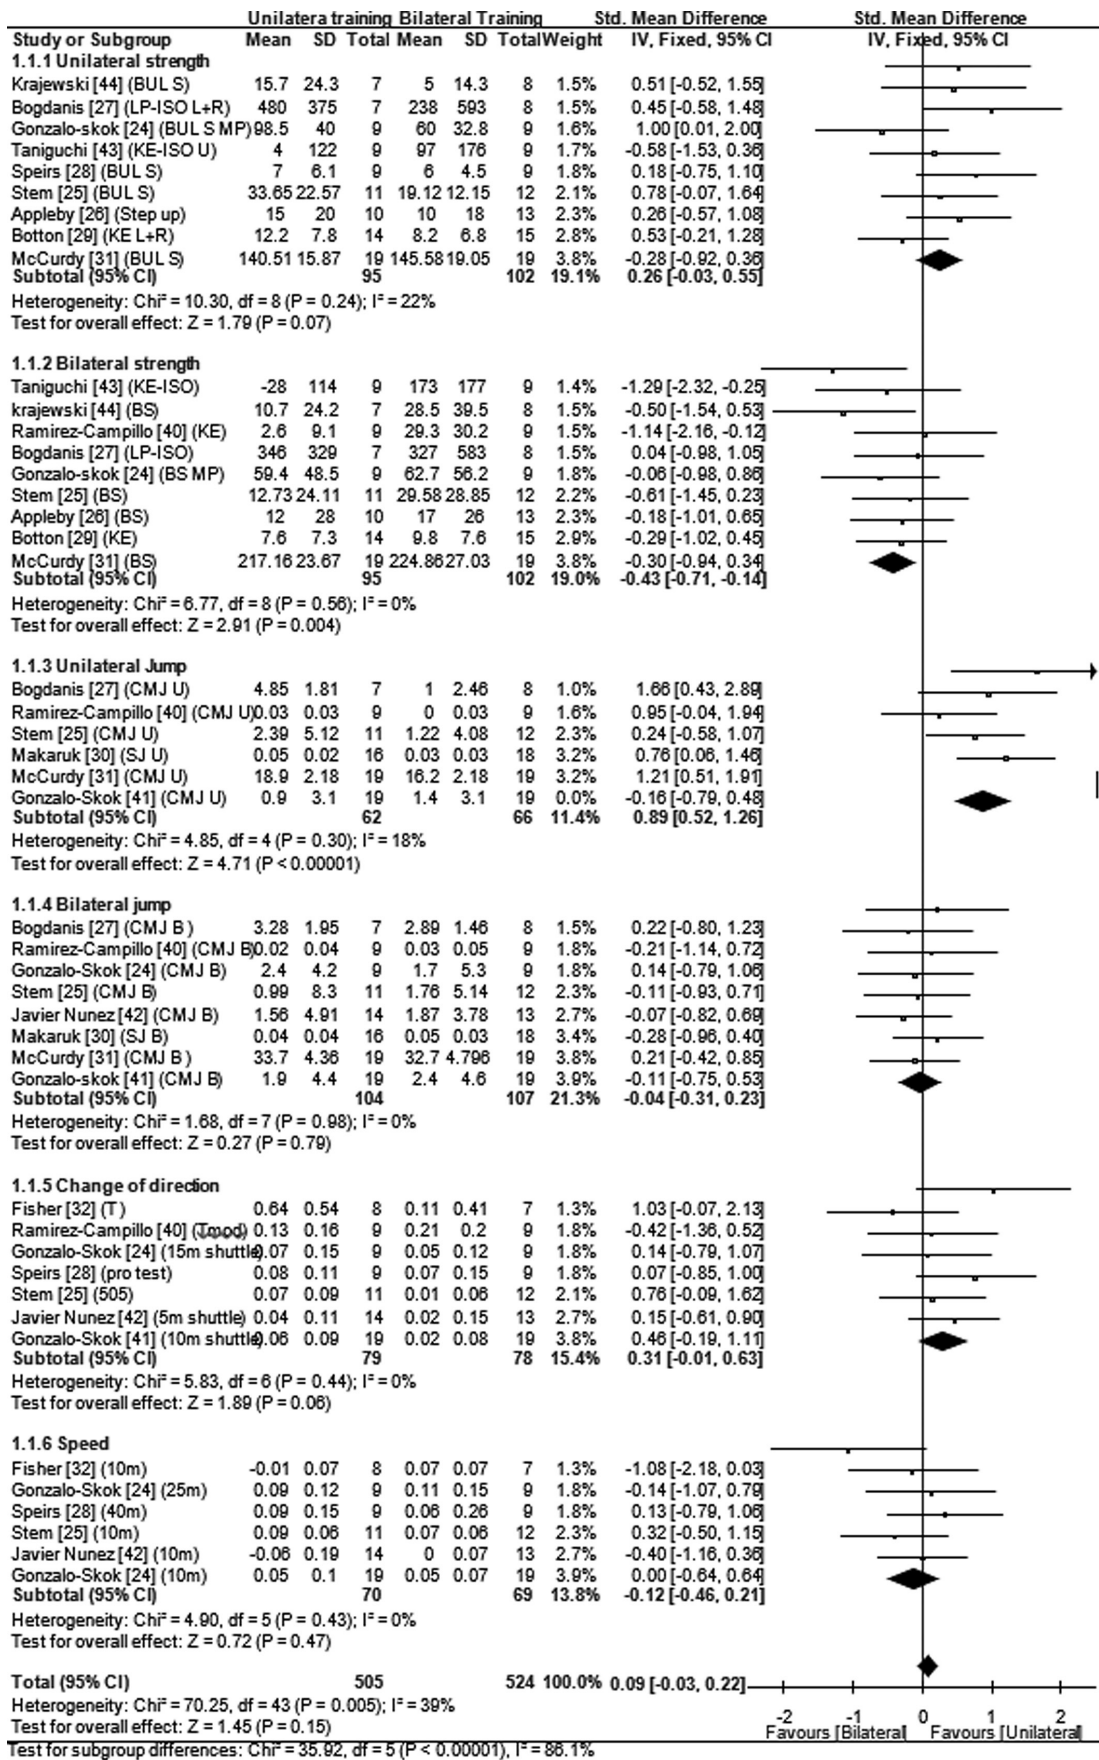 Unilatera training Bilateral Training Std. Mean Difference Std. Mean Difference
Study or Subgroup Mean SD Total Mean SD Total Weight IV, Fixed, 95% CI IV, Fixed, 95% CI
1.1.1 Unilateral strength
Krajewski [44] (BUL S) 15.7 24.3 7 5 14.3 8 1.5% 0.51 [-0.52, 1.55]
Bogdanis [27] (LP-ISO L+R) 480 375 7 238 593 8 1.5% 0.45 [-0.58, 1.48]
Gonzalo-skok [24] (BUL S MP) 98.5 40 9 60 32.8 9 1.6% 1.00 [0.01, 2.00]
Taniguchi [43] (KE-ISO U) 4 122 9 97 176 9 1.7% -0.58 [-1.53, 0.36]
Speirs [28] (BUL S) 7 6.1 9 6 4.5 9 1.8% 0.18 [-0.75, 1.10]
Stem [25] (BUL S) 33.65 22.57 11 19.12 12.15 12 2.1% 0.78 [-0.07, 1.64]
Appleby [26] (Step up) 15 20 10 10 18 13 2.3% 0.26 [-0.57, 1.08]
Botton [29] (KE L+R) 12.2 7.8 14 8.2 6.8 15 2.8% 0.53 [-0.21, 1.28]
McCurdy [31] (BUL S) 140.51 15.87 19 145.58 19.05 19 3.8% -0.28 [-0.92, 0.36]
Subtotal (95% CI) 95 102 19.1% 0.26 [-0.03, 0.55]
Heterogeneity: Chi² = 10.30, df = 8 (P = 0.24); I² = 22%
Test for overall effect: Z = 1.79 (P = 0.07)
1.1.2 Bilateral strength
Taniguchi [43] (KE-ISO) -28 114 9 173 177 9 1.4% -1.29 [-2.32, -0.25]
krajewski [44] (BS) 10.7 24.2 7 28.5 39.5 8 1.5% -0.50 [-1.54, 0.53]
Ramirez-Campillo [40] (KE) 2.6 9.1 9 29.3 30.2 9 1.5% -1.14 [-2.16, -0.12]
Bogdanis [27] (LP-ISO) 346 329 7 327 583 8 1.5% 0.04 [-0.98, 1.05]
Gonzalo-skok [24] (BS MP) 59.4 48.5 9 62.7 56.2 9 1.8% -0.06 [-0.98, 0.86]
Stem [25] (BS) 12.73 24.11 11 29.58 28.85 12 2.2% -0.61 [-1.45, 0.23]
Appleby [26] (BS) 12 28 10 17 26 13 2.3% -0.18 [-1.01, 0.65]
Botton [29] (KE) 7.6 7.3 14 9.8 7.6 15 2.9% -0.29 [-1.02, 0.45]
McCurdy [31] (BS) 217.16 23.67 19 224.86 27.03 19 3.8% -0.30 [-0.94, 0.34]
Subtotal (95% CI) 95 102 19.0% -0.43 [-0.71, -0.14]
Heterogeneity: Chi² = 6.77, df = 8 (P = 0.56); I² = 0%
Test for overall effect: Z = 2.91 (P = 0.004)
1.1.3 Unilateral Jump
Bogdanis [27] (CMJ U) 4.85 1.81 7 1 2.46 8 1.0% 1.66 [0.43, 2.89]
Ramirez-Campillo [40] (CMJ U) 0.03 0.03 9 0 0.03 9 1.6% 0.95 [-0.04, 1.94]
Stem [25] (CMJ U) 2.39 5.12 11 1.22 4.08 12 2.3% 0.24 [-0.58, 1.07]
Makaruk [30] (SJ U) 0.05 0.02 16 0.03 0.03 18 3.2% 0.76 [0.06, 1.46]
McCurdy [31] (CMJ U) 18.9 2.18 19 16.2 2.18 19 3.2% 1.21 [0.51, 1.91]
Gonzalo-Skok [41] (CMJ U) 0.9 3.1 19 1.4 3.1 19 0.0% -0.16 [-0.79, 0.48]
Subtotal (95% CI) 62 66 11.4% 0.89 [0.52, 1.26]
Heterogeneity: Chi² = 4.85, df = 4 (P = 0.30); I² = 18%
Test for overall effect: Z = 4.71 (P < 0.00001)
1.1.4 Bilateral jump
Bogdanis [27] (CMJ B ) 3.28 1.95 7 2.89 1.46 8 1.5% 0.22 [-0.80, 1.23]
Ramirez-Campillo [40] (CMJ B) 0.02 0.04 9 0.03 0.05 9 1.8% -0.21 [-1.14, 0.72]
Gonzalo-Skok [24] (CMJ B) 2.4 4.2 9 1.7 5.3 9 1.8% 0.14 [-0.79, 1.06]
Stem [25] (CMJ B) 0.99 8.3 11 1.76 5.14 12 2.3% -0.11 [-0.93, 0.71]
Javier Nunez [42] (CMJ B) 1.56 4.91 14 1.87 3.78 13 2.7% -0.07 [-0.82, 0.69]
Makaruk [30] (SJ B) 0.04 0.04 16 0.05 0.03 18 3.4% -0.28 [-0.96, 0.40]
McCurdy [31] (CMJ B ) 33.7 4.36 19 32.7 4.796 19 3.8% 0.21 [-0.42, 0.85]
Gonzalo-skok [41] (CMJ B) 1.9 4.4 19 2.4 4.6 19 3.9% -0.11 [-0.75, 0.53]
Subtotal (95% CI) 104 107 21.3% -0.04 [-0.31, 0.23]
Heterogeneity: Chi² = 1.68, df = 7 (P = 0.98); I² = 0%
Test for overall effect: Z = 0.27 (P = 0.79)
1.1.5 Change of direction
Fisher [32] (T) 0.64 0.54 8 0.11 0.41 7 1.3% 1.03 [-0.07, 2.13]
Ramirez-Campillo [40] (Tmod) 0.13 0.16 9 0.21 0.2 9 1.8% -0.42 [-1.36, 0.52]
Gonzalo-Skok [24] (15m shuttle) 0.07 0.15 9 0.05 0.12 9 1.8% 0.14 [-0.79, 1.07]
Speirs [28] (pro test) 0.08 0.11 9 0.07 0.15 9 1.8% 0.07 [-0.85, 1.00]
Stem [25] (505) 0.07 0.09 11 0.01 0.06 12 2.1% 0.76 [-0.09, 1.62]
Javier Nunez [42] (5m shuttle) 0.04 0.11 14 0.02 0.15 13 2.7% 0.15 [-0.61, 0.90]
Gonzalo-Skok [41] (10m shuttle) 0.06 0.09 19 0.02 0.08 19 3.8% 0.46 [-0.19, 1.11]
Subtotal (95% CI) 79 78 15.4% 0.31 [-0.01, 0.63]
Heterogeneity: Chi² = 5.83, df = 6 (P = 0.44); I² = 0%
Test for overall effect: Z = 1.89 (P = 0.06)
1.1.6 Speed
Fisher [32] (10m) -0.01 0.07 8 0.07 0.07 7 1.3% -1.08 [-2.18, 0.03]
Gonzalo-Skok [24] (25m) 0.09 0.12 9 0.11 0.15 9 1.8% -0.14 [-1.07, 0.79]
Speirs [28] (40m) 0.09 0.15 9 0.06 0.26 9 1.8% 0.13 [-0.79, 1.06]
Stem [25] (10m) 0.09 0.06 11 0.07 0.06 12 2.3% 0.32 [-0.50, 1.15]
Javier Nunez [42] (10m) -0.06 0.19 14 0 0.07 13 2.7% -0.40 [-1.16, 0.36]
Gonzalo-Skok [24] (10m) 0.05 0.1 19 0.05 0.07 19 3.9% 0.00 [-0.64, 0.64]
Subtotal (95% CI) 70 69 13.8% -0.12 [-0.46, 0.21]
Heterogeneity: Chi² = 4.90, df = 5 (P = 0.43); I² = 0%
Test for overall effect: Z = 0.72 (P = 0.47)
Total (95% CI) 505 524 100.0% 0.09 [-0.03, 0.22]
Heterogeneity: Chi² = 70.25, df = 43 (P = 0.005); I² = 39%
Test for overall effect: Z = 1.45 (P = 0.15)
Test for subgroup differences: Chi² = 35.92, df = 5 (P < 0.00001), I² = 86.1%
-2 -1 0 1 2
Favours [Bilateral] Favours [Unilateral]